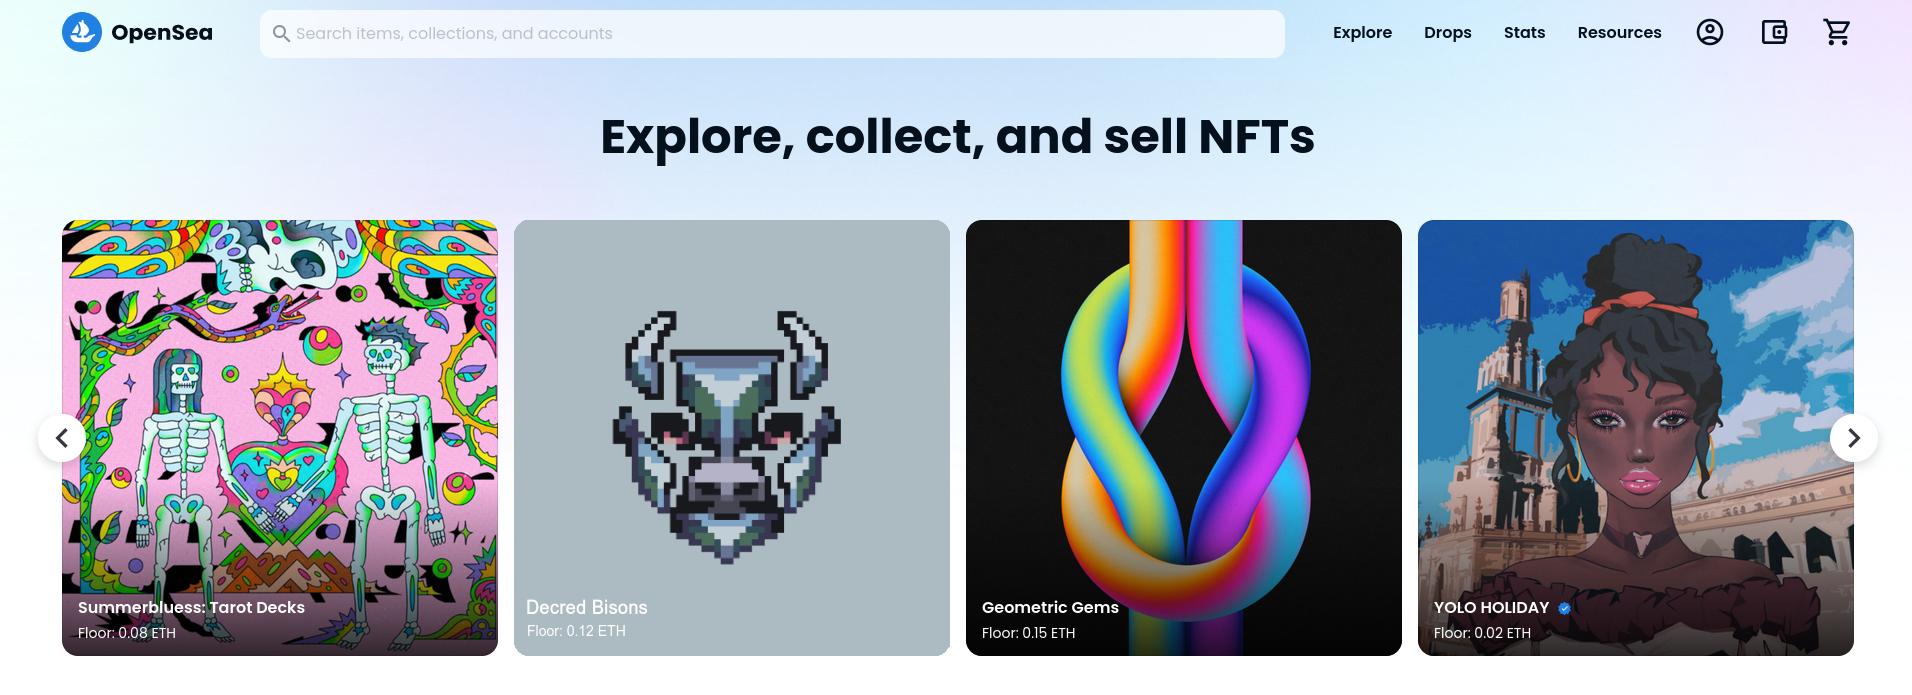 OpenSea
Search items, collections, and accounts
Explore
Drops
Stats
Resources
Explore, collect, and sell NFTs
Summerbluess: Tarot Decks
Floor: 0.08 ETH
Decred Bisons
Floor: 0.12 ETH
Geometric Gems
Floor: 0.15 ETH
YOLO HOLIDAY
Floor: 0.02 ETH